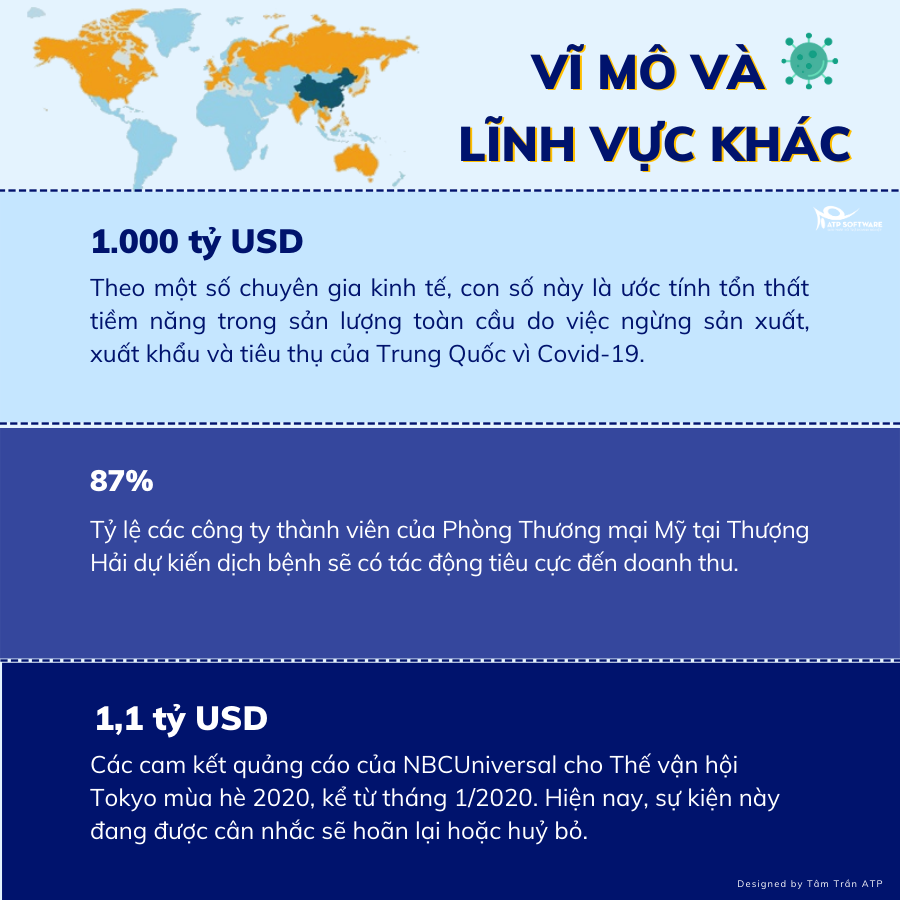 VĨ MÔ VÀ
LĨNH VỰC KHÁC
ATP SOFTWARE
1.000 tỷ USD
Theo một số chuyên gia kinh tế, con số này là ước tính tổn thất
tiềm năng trong sản lượng toàn cầu do việc ngừng sản xuất,
xuất khẩu và tiêu thụ của Trung Quốc vì Covid-19.
87%
Tỷ lệ các công ty thành viên của Phòng Thương mại Mỹ tại Thượng
Hải dự kiến dịch bệnh sẽ có tác động tiêu cực đến doanh thu.
1,1 tỷ USD
Các cam kết quảng cáo của NBCUniversal cho Thế vận hội
Tokyo mùa hè 2020, kể từ tháng 1/2020. Hiện nay, sự kiện này
đang được cân nhắc sẽ hoãn lại hoặc huỷ bỏ.
Designed by Tâm Trần ATP